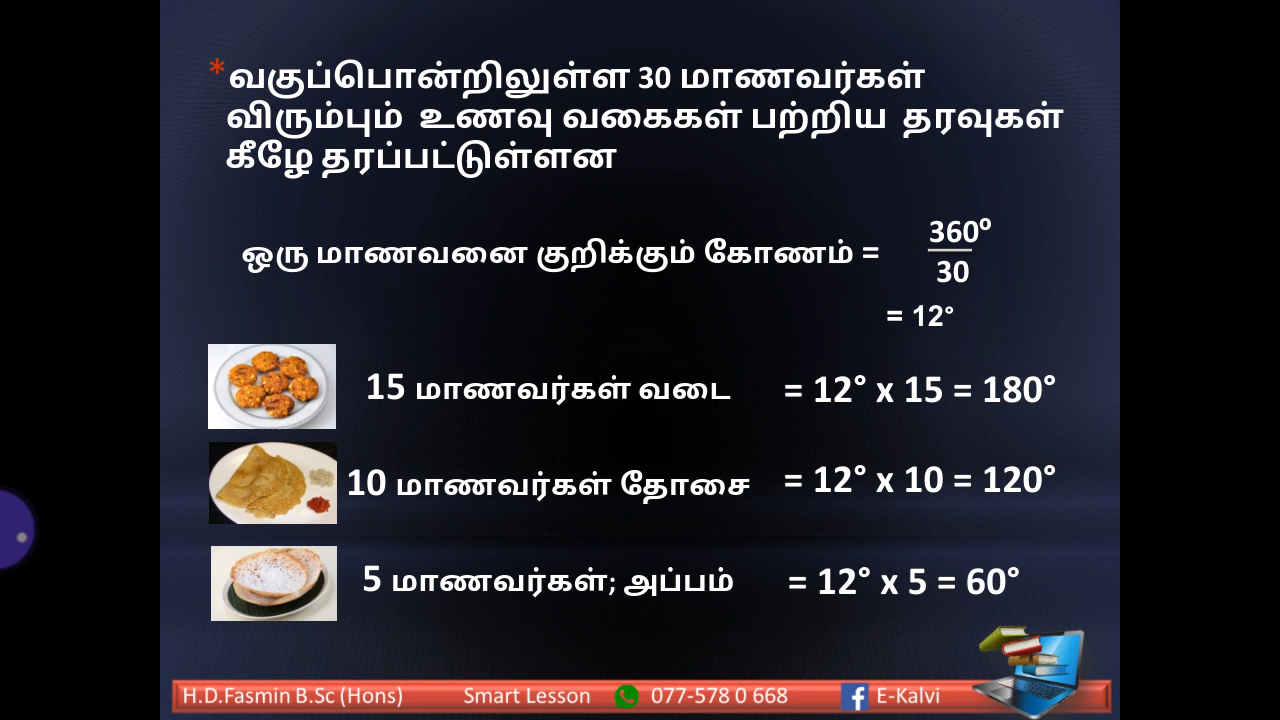 *வகுப்பொன்றிலுள்ள 30 மாணவர்கள்
விரும்பும் உணவு வகைகள் பற்றிய தரவுகள்
கீழே தரப்பட்டுள்ளன
ஒரு மாணவனை குறிக்கும் கோணம் = 360°
30
= 12°
15 மாணவர்கள் வடை = 12° x 15 = 180°
10 மாணவர்கள் தோசை = 12° x 10 = 120°
5 மாணவர்கள்; அப்பம் = 12° x 5 = 60°
H.D.Fasmin B.Sc (Hons) Smart Lesson 077-578 0 668 E-Kalvi